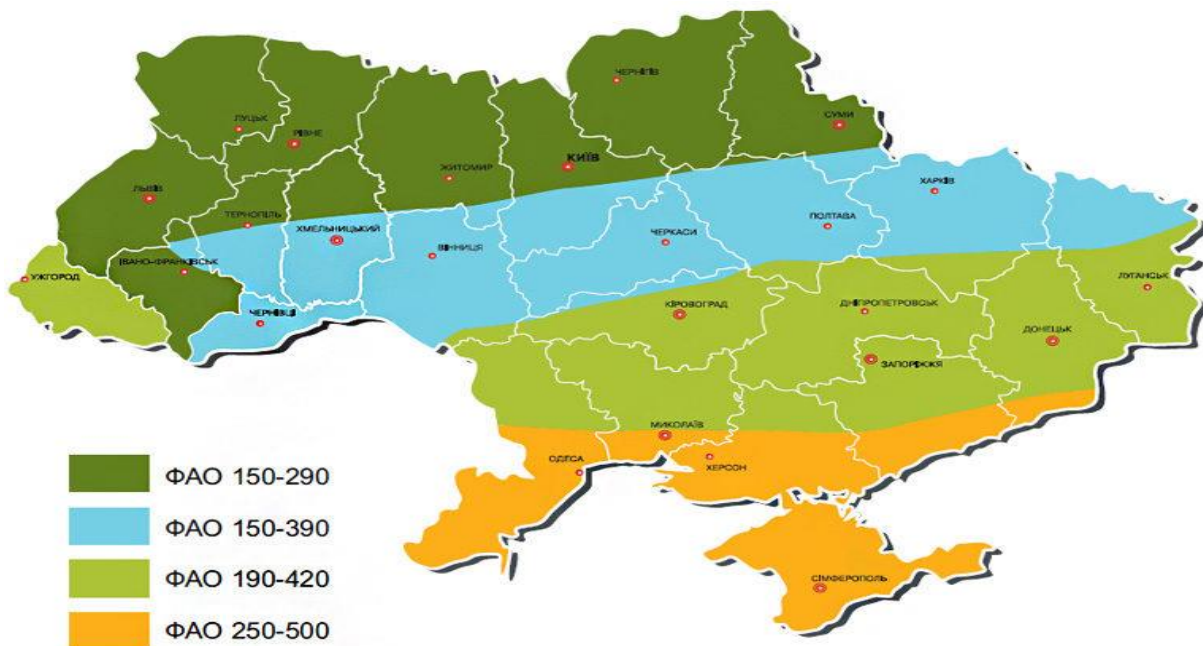 ЧЕРНІГІВ
ЛУЦЬК
РІВНЕ
СУМИ
КИЇВ
ЖИТОМИР
ЛЬВІВ
ХАРКІВ
ТЕРНОПІЛЬ
ХМЕЛЬНИЦЬКИЙ
ПОЛТАВА
ЧЕРКАСИ
ВІННИЦЯ
ІВАНО-ФРАНКІВСЬК
УЖГОРОД
ЛУГАНСЬК
КІРОВОГРАД
ДНІПРОПЕТРОВСЬК
ЧЕРНІВЦІ
ДОНЕЦЬК
ЗАПОРІЖЖЯ
МИКОЛАЇВ
ОДЕСА
ХЕРСОН
СІМФЕРОПОЛЬ
ФАО 150-290
ФАО 150-390
ФАО 190-420
ФАО 250-500